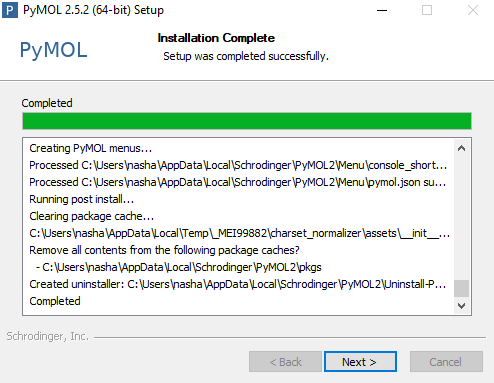 PyMOL 2.5.2 (64-bit) Setup
PyMOL
Installation Complete
Setup was completed successfully.
Completed
Creating PyMOL menus...
Processed C:\Users\nasha\AppData\Local\Schrodinger\PyMOL2\Menu\console_short...
Processed C:\Users\nasha\AppData\Local\Schrodinger\PyMOL2\Menu\pymol.json su...
Running post install...
Clearing package cache...
C:\Users\nasha\AppData\Local\Temp\_MEI99882\charset_normalizer\assets\__init__...
Remove all contents from the following package caches?
- C:\Users\nasha\AppData\Local\Schrodinger\PyMOL2\pkgs
Created uninstaller: C:\Users\nasha\AppData\Local\Schrodinger\PyMOL2\Uninstall-P...
Completed
Schrodinger, Inc.
< Back Next > Cancel